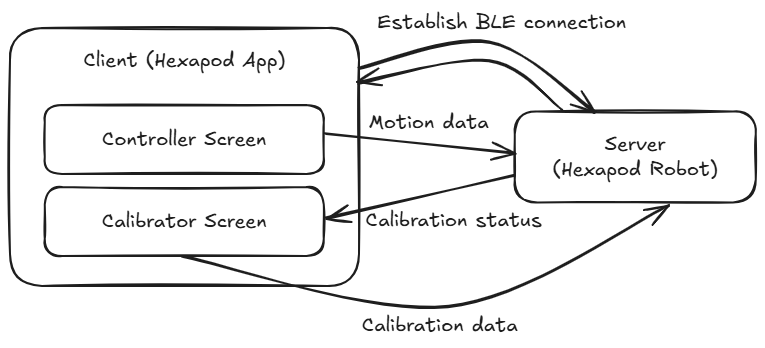 Establish BLE connection
Client (Hexapod App)
Controller Screen
Motion data
Server
(Hexapod Robot)
Calibrator Screen
Calibration status
Calibration data